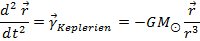 d² r⃗ / dt² = γ⃗_Keplerien = −GM_⊙ r⃗ / r³